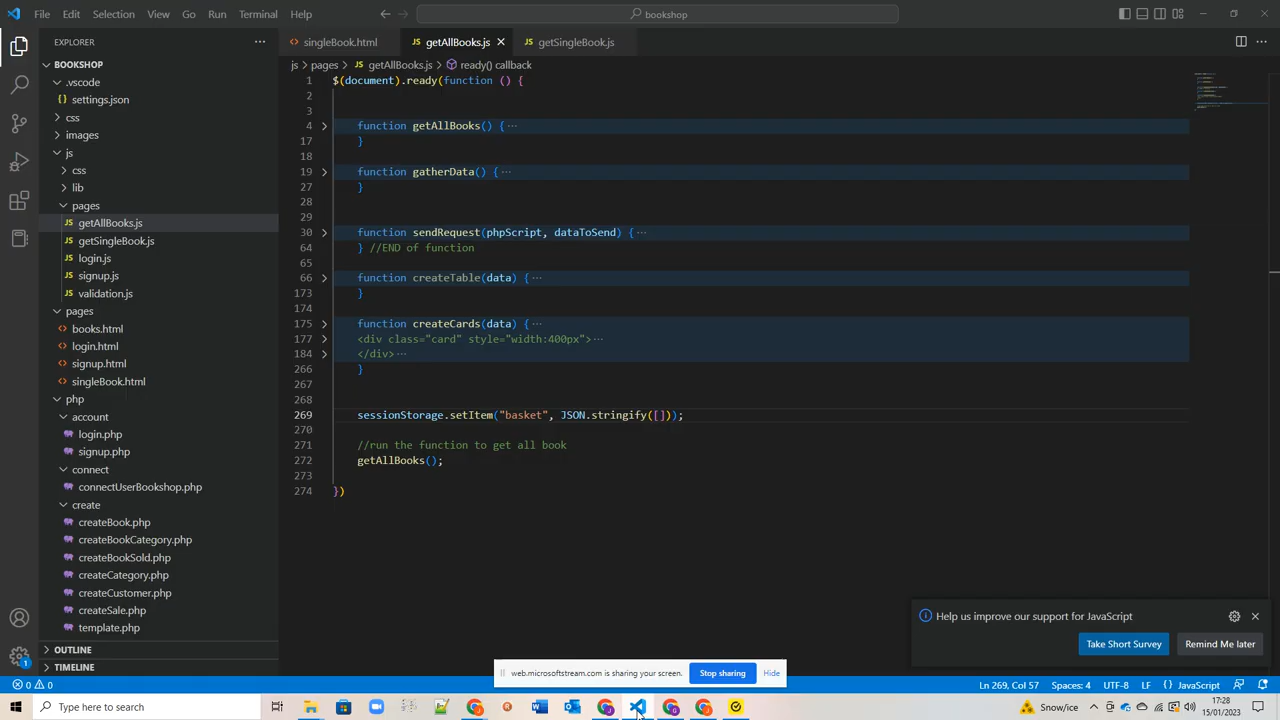 File Edit Selection View Go Run Terminal Help
bookshop
EXPLORER
singleBook.html
JS getAllBooks.js
JS getSingleBook.js
js > pages > JS getAllBooks.js > ready() callback
BOOKSHOP
.vscode
{} settings.json
css
images
js
css
lib
pages
JS getAllBooks.js
JS getSingleBook.js
JS login.js
JS signup.js
JS validation.js
pages
<> books.html
<> login.html
<> signup.html
<> singleBook.html
php
account
login.php
signup.php
connect
connectUserBookshop.php
create
createBook.php
createBookCategory.php
createBookSold.php
createCategory.php
createCustomer.php
createSale.php
template.php
OUTLINE
TIMELINE
1 $(document).ready(function () {
2
3
4 function getAllBooks() { ...
17 }
18
19 function gatherData() { ...
27 }
28
29
30 function sendRequest(phpScript, dataToSend) { ...
64 } //END of function
65
66 function createTable(data) { ...
173 }
174
175 function createCards(data) { ...
177 <div class="card" style="width:400px"> ...
184 </div> ...
266 }
267
268
269 sessionStorage.setItem("basket", JSON.stringify([]));
270
271 //run the function to get all book
272 getAllBooks();
273
274 })
Help us improve our support for JavaScript
Take Short Survey
Remind Me later
web.microsoftstream.com is sharing your screen.
Stop sharing
Hide
1
0 0
Ln 269, Col 57 Spaces: 4 UTF-8 LF {} JavaScript
Type here to search
Snow/ice
17:28
15/01/2023